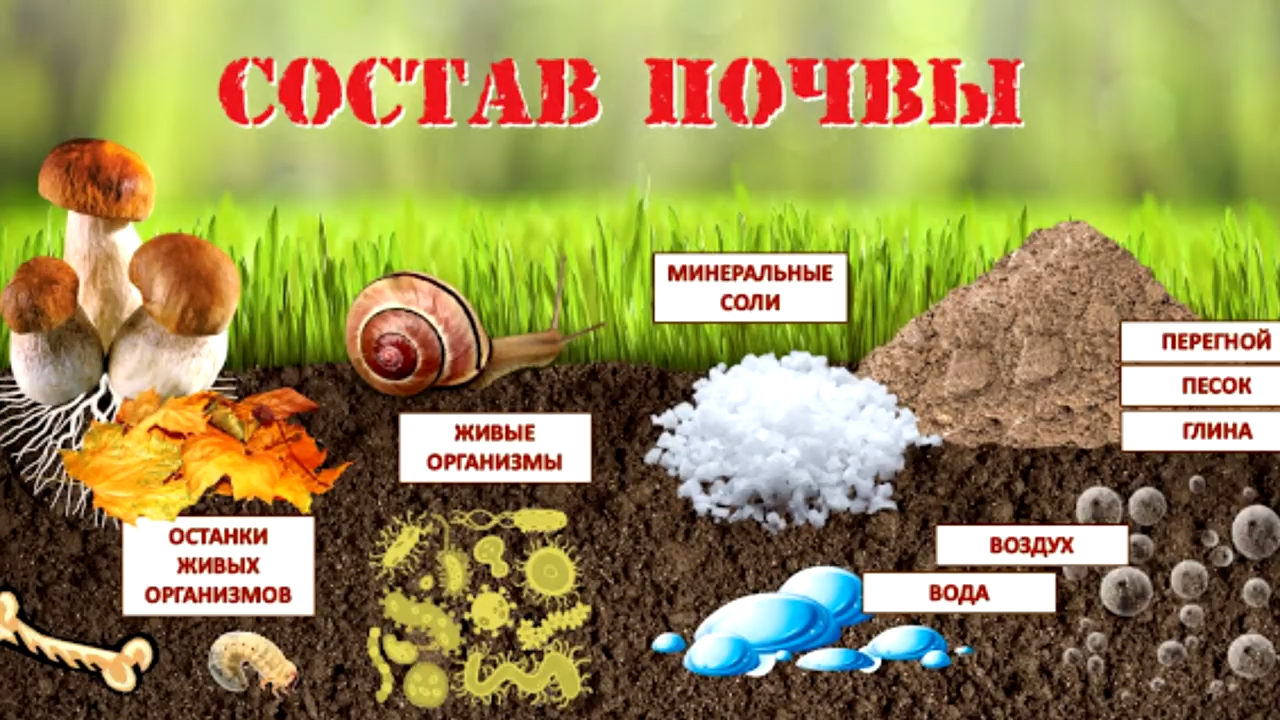 СОСТАВ ПОЧВЫ
МИНЕРАЛЬНЫЕ
СОЛИ
ПЕРЕГНОЙ
ПЕСОК
ГЛИНА
ЖИВЫЕ
ОРГАНИЗМЫ
ОСТАНКИ
ЖИВЫХ
ОРГАНИЗМОВ
ВОЗДУХ
ВОДА